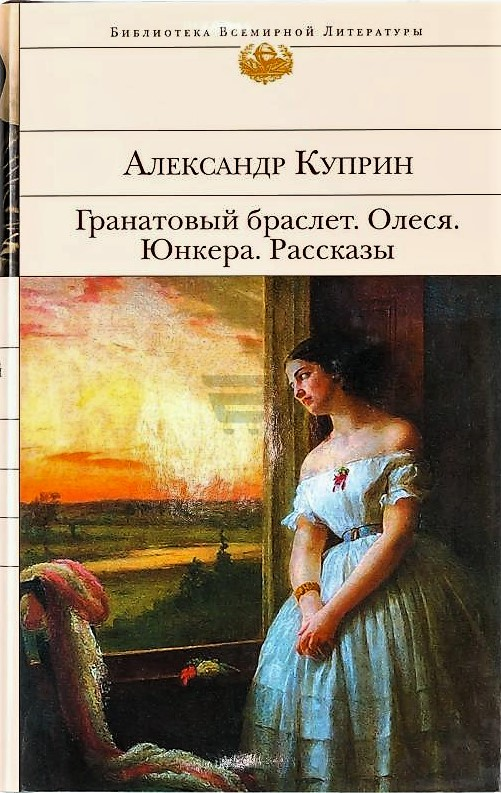 Библиотека Всемирной Литературы
Александр Куприн
Гранатовый браслет. Олеся.
Юнкера. Рассказы